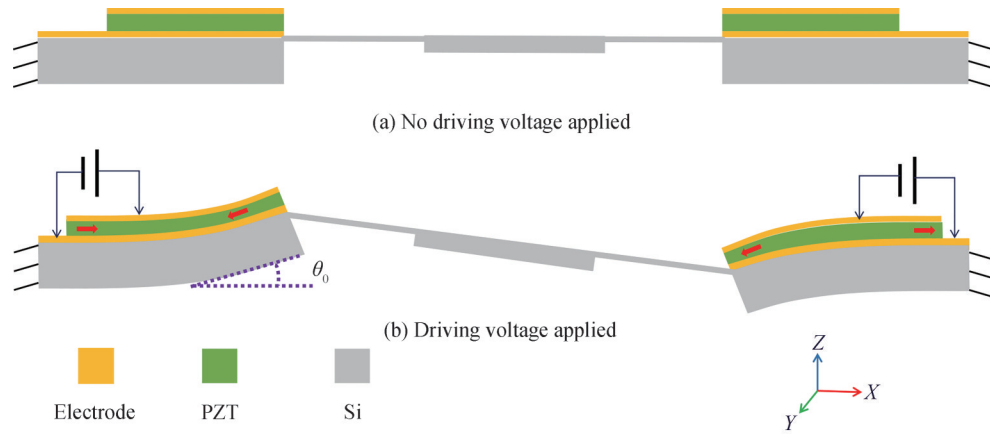 (a) No driving voltage applied
θ₀
(b) Driving voltage applied
Electrode
PZT
Si
Z
X
Y